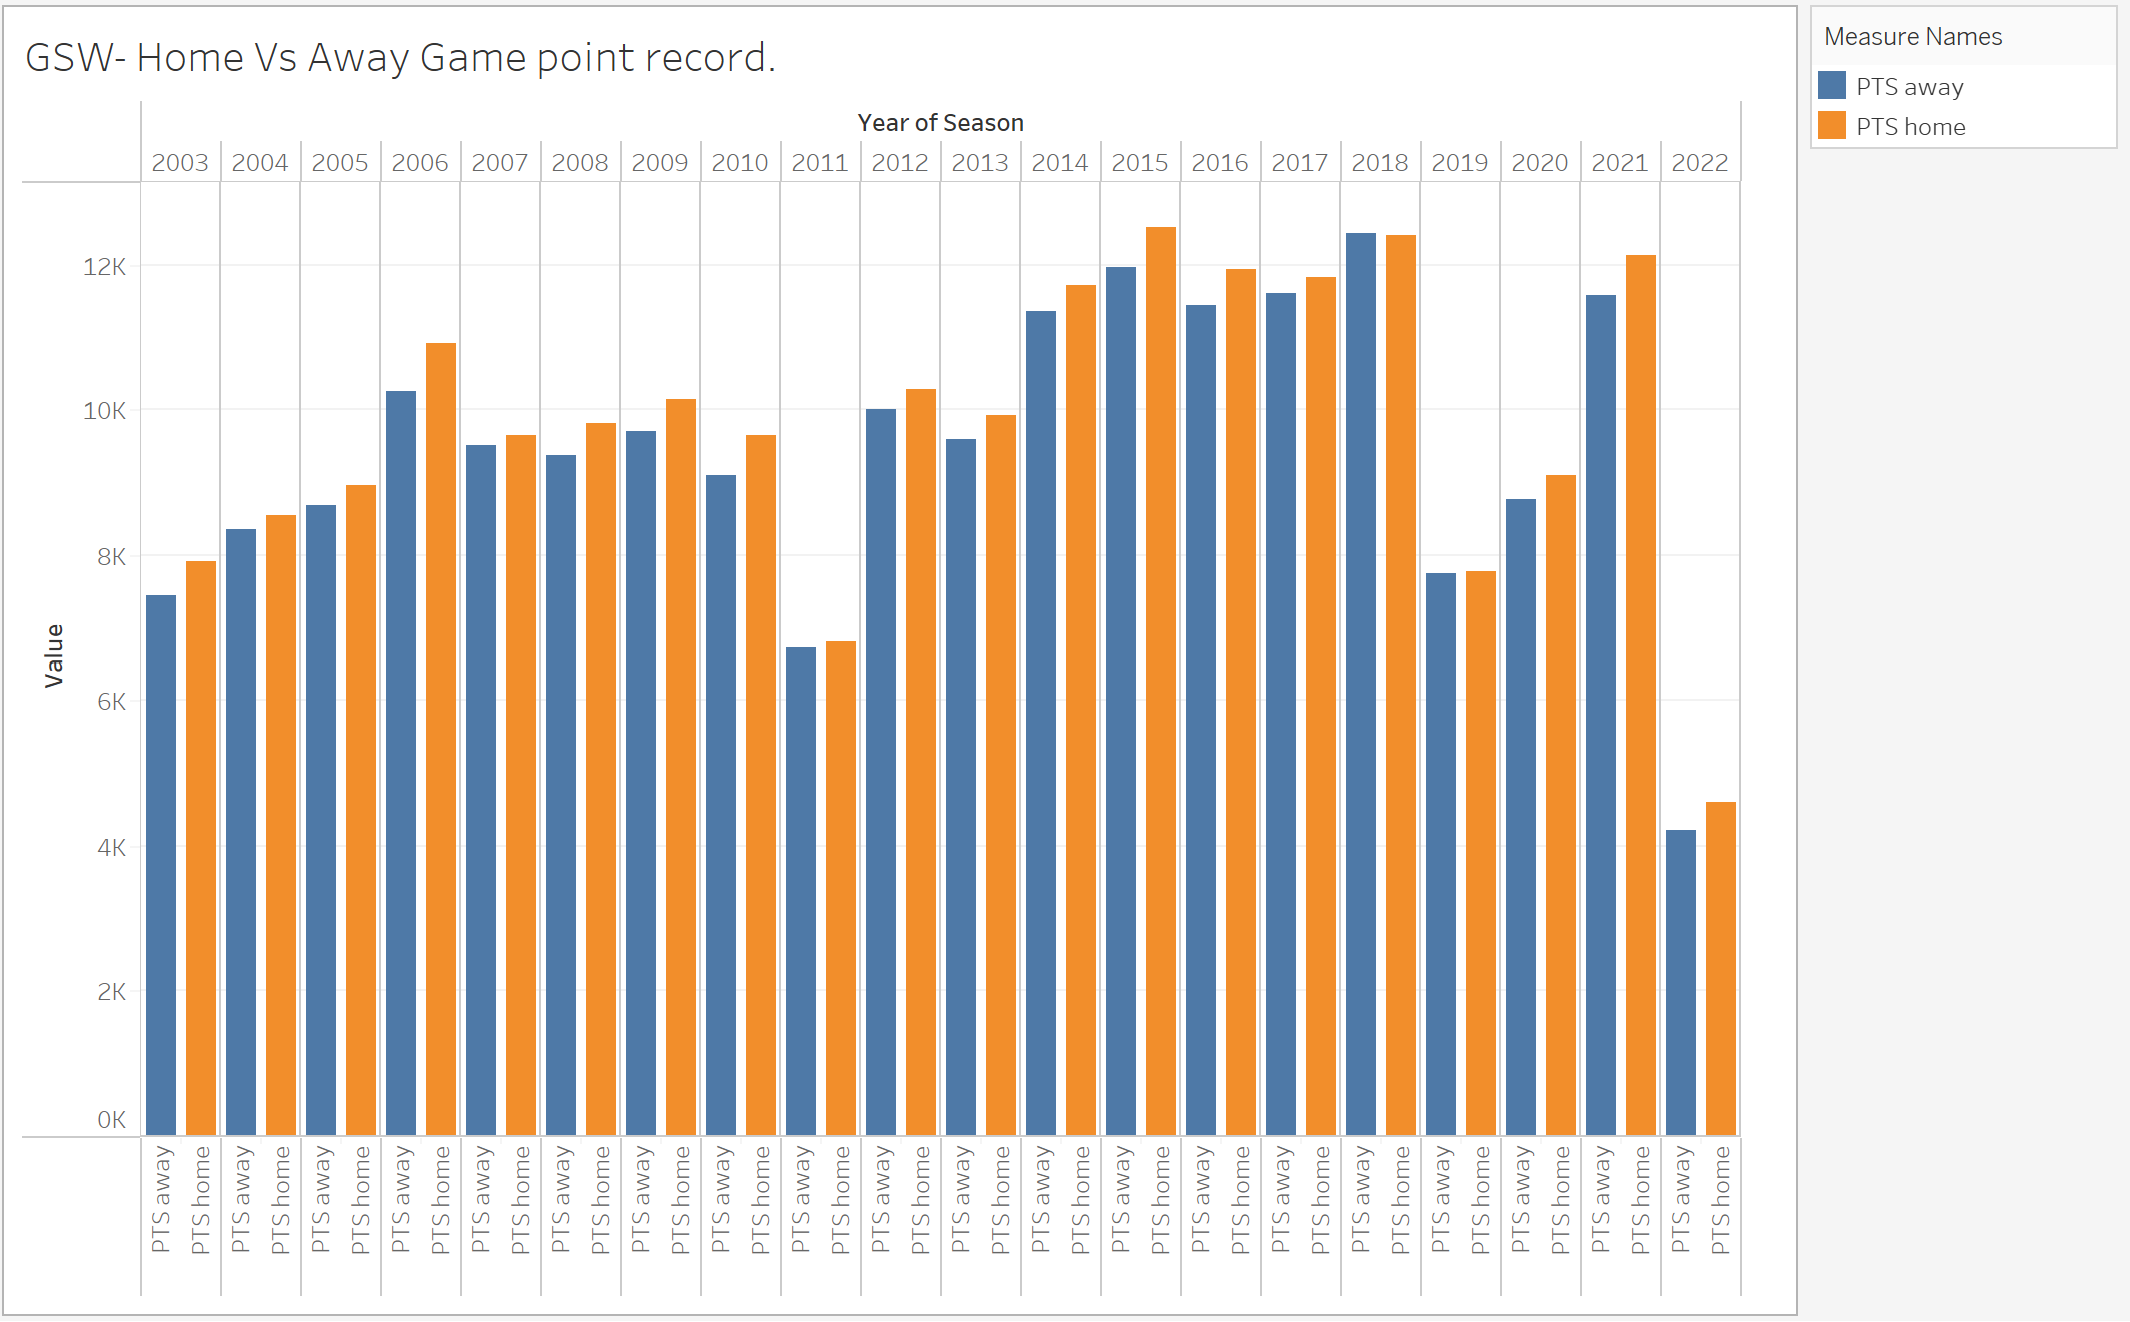 GSW- Home Vs Away Game point record.
Measure Names
PTS away
PTS home
Year of Season
2003 2004 2005 2006 2007 2008 2009 2010 2011 2012 2013 2014 2015 2016 2017 2018 2019 2020 2021 2022
12K
10K
8K
6K
4K
2K
0K
Value
PTS away PTS home PTS away PTS home PTS away PTS home PTS away PTS home PTS away PTS home PTS away PTS home PTS away PTS home PTS away PTS home PTS away PTS home PTS away PTS home PTS away PTS home PTS away PTS home PTS away PTS home PTS away PTS home PTS away PTS home PTS away PTS home PTS away PTS home PTS away PTS home PTS away PTS home PTS away PTS home